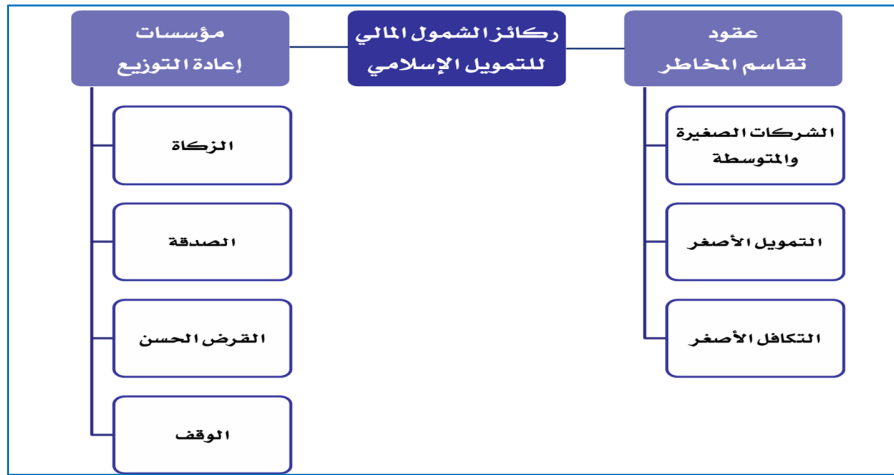 ركائز الشمول المالي
للتمويل الإسلامي
عقود
تقاسم المخاطر
الشركات الصغيرة
والمتوسطة
التمويل الأصغر
التكافل الأصغر
مؤسسات
إعادة التوزيع
الزكاة
الصدقة
القرض الحسن
الوقف